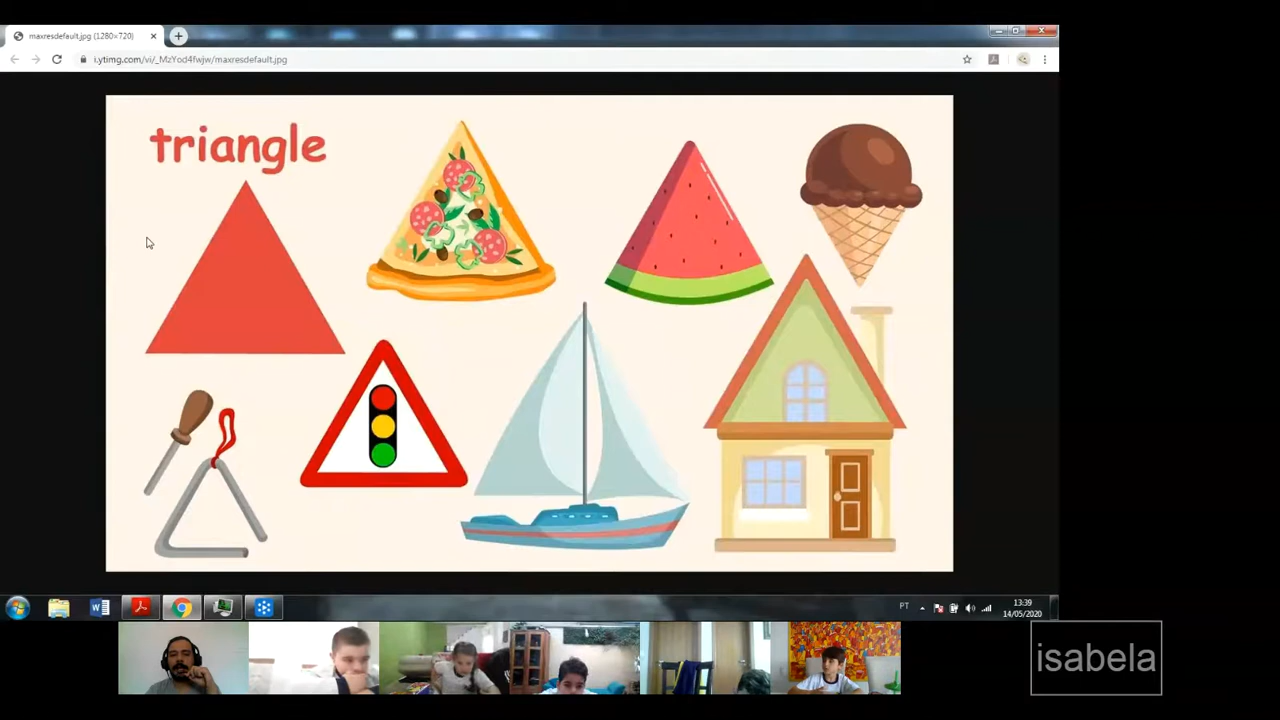 maxresdefault.jpg (1280×720)
i.ytimg.com/vi/_MzYod4fwjw/maxresdefault.jpg
triangle
PT
13:39
14/05/2020
isabela